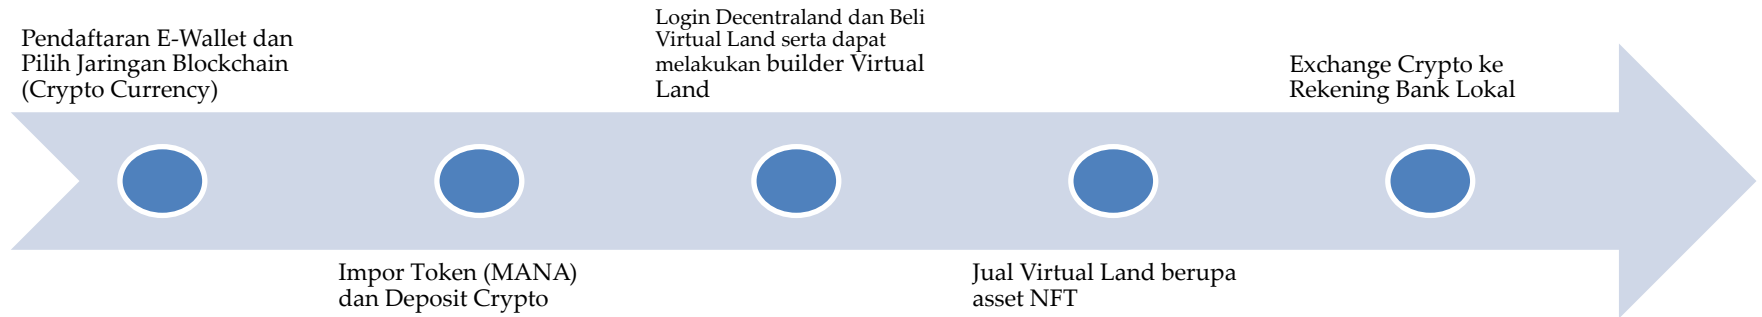 Pendaftaran E-Wallet dan
Pilih Jaringan Blockchain
(Crypto Currency)
Impor Token (MANA)
dan Deposit Crypto
Login Decentraland dan Beli
Virtual Land serta dapat
melakukan builder Virtual
Land
Jual Virtual Land berupa
asset NFT
Exchange Crypto ke
Rekening Bank Lokal